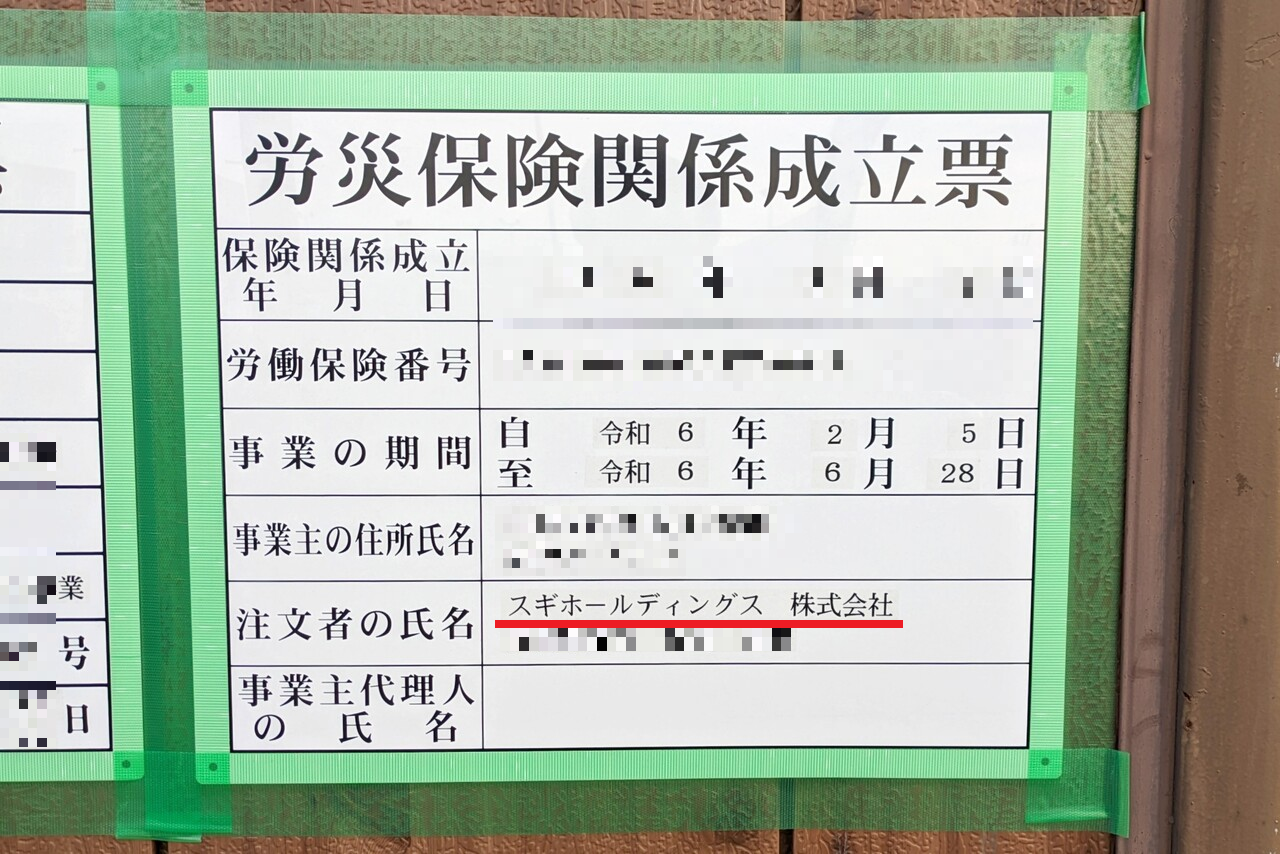 労災保険関係成立票
保険関係成立
年月日
労働保険番号
事業の期間
自 令和 6 年 2 月 5 日
至 令和 6 年 6 月 28 日
事業主の住所氏名
注文者の氏名
スギホールディングス 株式会社
事業主代理人
の氏名
業
号
日